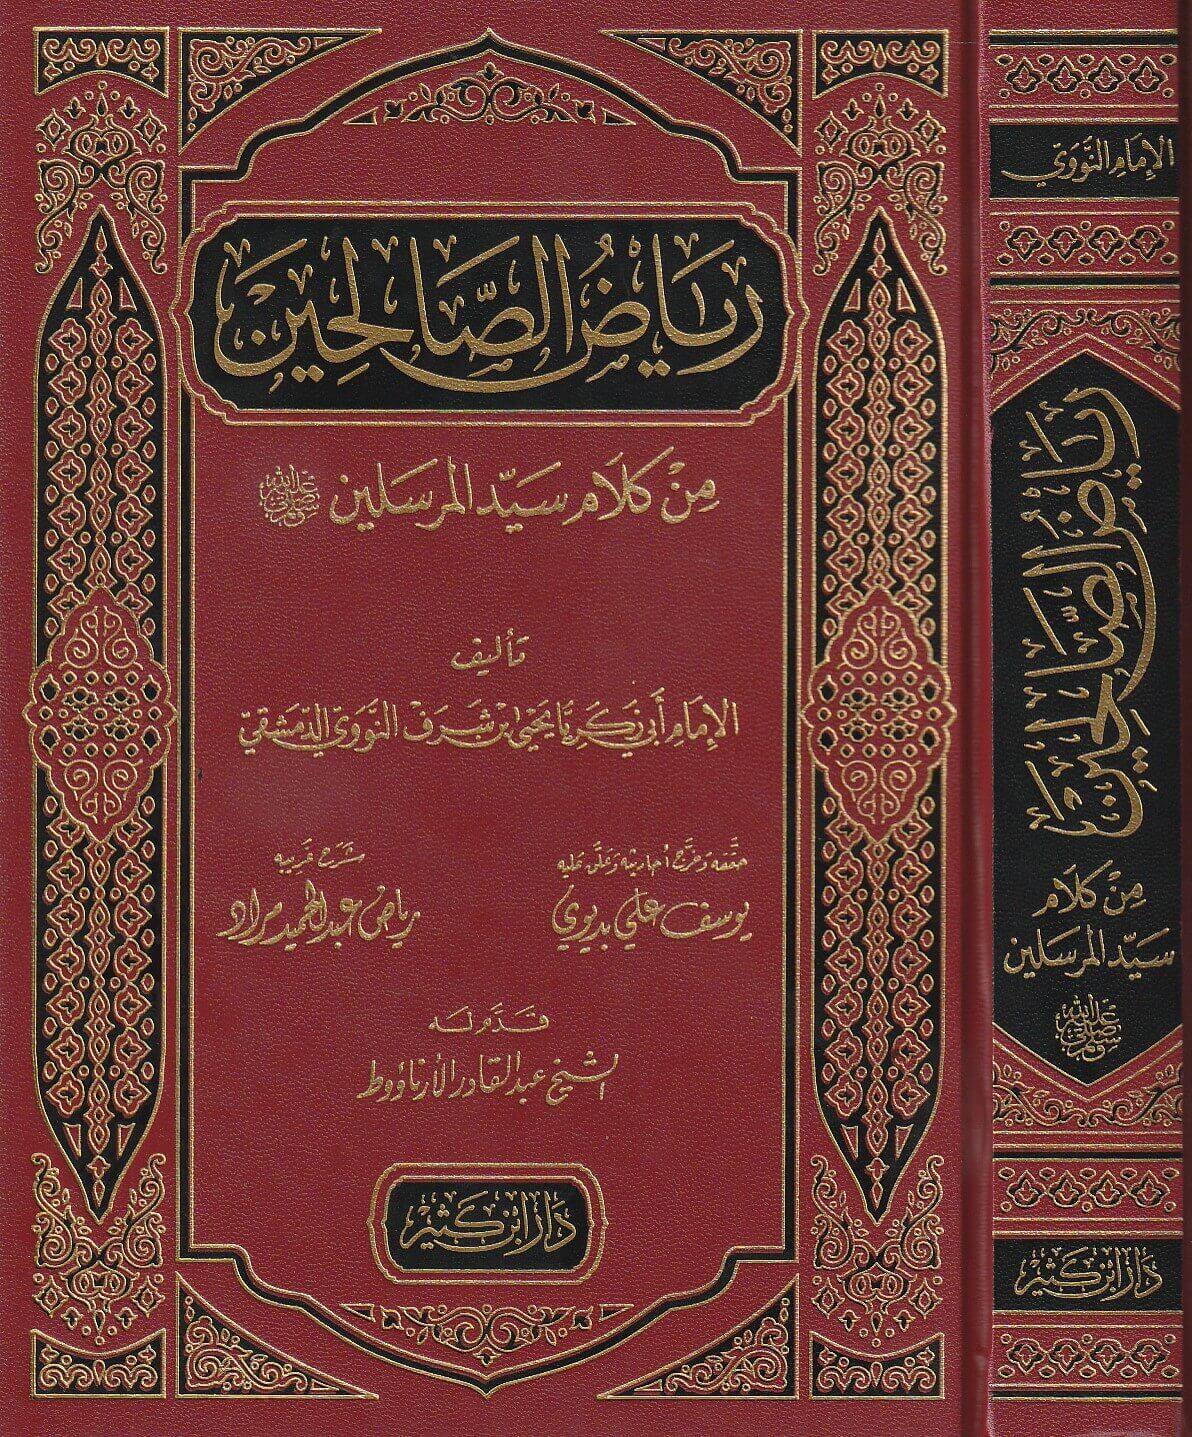 رياض الصالحين
من كلام سيد المرسلين ﷺ
تأليف
الإمام أبي زكريا يحيى بن شرف النووي الدمشقي
حققه وخرج أحاديثه وعلق عليه
يوسف علي بديوي
شرح غريبه
رياض عبد الحميد مراد
قدم له
الشيخ عبد القادر الأرناؤوط
دار ابن كثير
الإمام النووي
رياض الصالحين
من كلام
سيد المرسلين
ﷺ
دار ابن كثير